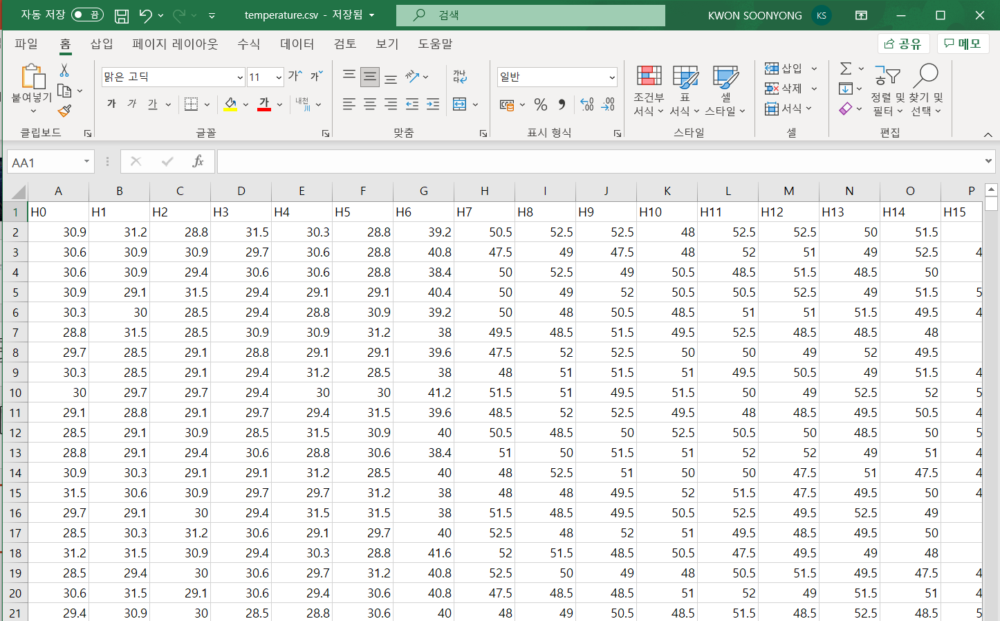 자동 저장 끔 temperature.csv - 저장됨 검색 KWON SOONYONG KS
파일 홈 삽입 페이지 레이아웃 수식 데이터 검토 보기 도움말 공유 메모
붙여넣기 맑은 고딕 11 가 가 가나다 일반 조건부 서식 표 서식 셀 스타일 삽입 삭제 서식 정렬 및 필터 찾기 및 선택
가 가 가 가 내천 川 % .00
클립보드 글꼴 맞춤 표시 형식 스타일 셀 편집
AA1 fx
A B C D E F G H I J K L M N O P
1 H0 H1 H2 H3 H4 H5 H6 H7 H8 H9 H10 H11 H12 H13 H14 H15
2 30.9 31.2 28.8 31.5 30.3 28.8 39.2 50.5 52.5 52.5 48 52.5 52.5 50 51.5
3 30.6 30.9 30.9 29.7 30.6 28.8 40.8 47.5 49 47.5 48 52 51 49 52.5 4
4 30.6 30.9 29.4 30.6 30.6 28.8 38.4 50 52.5 49 50.5 48.5 51.5 48.5 50
5 30.9 29.1 31.5 29.4 29.1 29.1 40.4 50 49 52 50.5 50.5 52.5 49 51.5 5
6 30.3 30 28.5 29.4 28.8 30.9 39.2 50 48 50.5 48.5 51 51 51.5 49.5 4
7 28.8 31.5 28.5 30.9 30.9 31.2 38 49.5 48.5 51.5 49.5 52.5 48.5 48.5 48
8 29.7 28.5 29.1 28.8 29.1 29.1 39.6 47.5 52 52.5 50 50 49 52 49.5
9 30.3 28.5 29.1 29.4 31.2 28.5 38 48 51 51.5 51 49.5 50.5 49 51.5 4
10 30 29.7 29.7 29.4 30 30 41.2 51.5 51 49.5 51.5 50 49 52.5 52 5
11 29.1 28.8 29.1 29.7 29.4 31.5 39.6 48.5 52 52.5 49.5 48 48.5 49.5 50.5 4
12 28.5 29.1 30.9 28.5 31.5 30.9 40 50.5 48.5 50 52.5 50.5 50 48.5 50 5
13 28.8 29.1 29.4 30.6 28.8 30.6 38.4 51 50 51.5 51 52 52 49 51 4
14 30.9 30.3 29.1 29.1 31.2 28.5 40 48 52.5 51 50 50 47.5 51 47.5 4
15 31.5 30.6 30.9 29.7 29.7 31.2 38 48 48 49.5 52 51.5 47.5 49.5 50 4
16 29.7 29.1 30 29.4 31.5 31.5 38 51.5 48.5 49.5 50.5 52.5 49.5 52.5 49
17 28.5 30.3 31.2 30.6 29.1 29.7 40 52.5 48 52 51 49.5 48.5 49.5 50
18 31.2 31.5 30.9 29.4 30.3 28.8 41.6 52 51.5 48.5 50.5 47.5 49.5 49 48
19 28.5 29.4 30 30.6 29.7 31.2 40.8 52.5 50 49 48 50.5 51.5 49.5 47.5 4
20 30.6 31.5 29.1 30.6 29.4 30.6 40.8 47.5 48.5 48.5 51 52 49 51.5 51 4
21 29.4 30.9 30 28.5 28.8 30.6 40 48 49 50.5 48.5 51.5 48.5 52.5 48.5 5